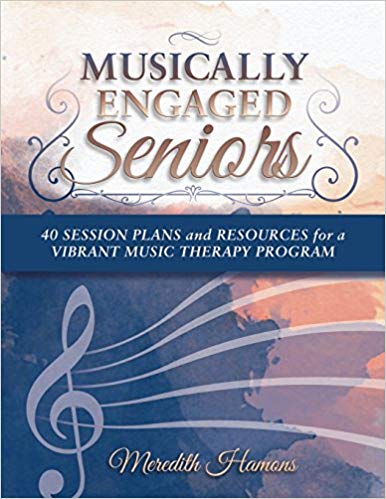 MUSICALLY
ENGAGED
Seniors
40 SESSION PLANS and RESOURCES for a
VIBRANT MUSIC THERAPY PROGRAM
Meredith Hamons